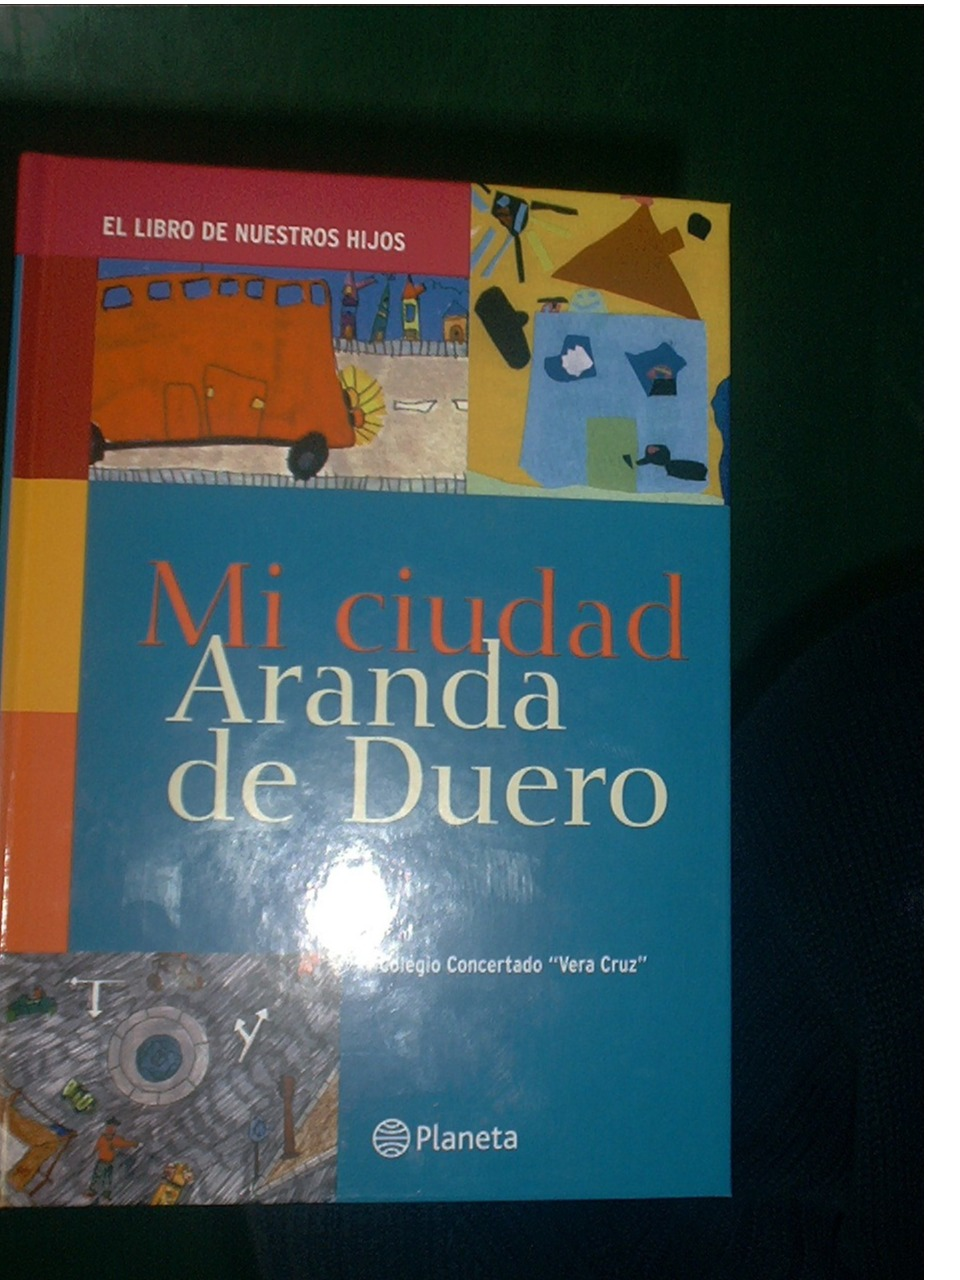 EL LIBRO DE NUESTROS HIJOS
Mi ciudad
Aranda
de Duero
Colegio Concertado “Vera Cruz”
Planeta